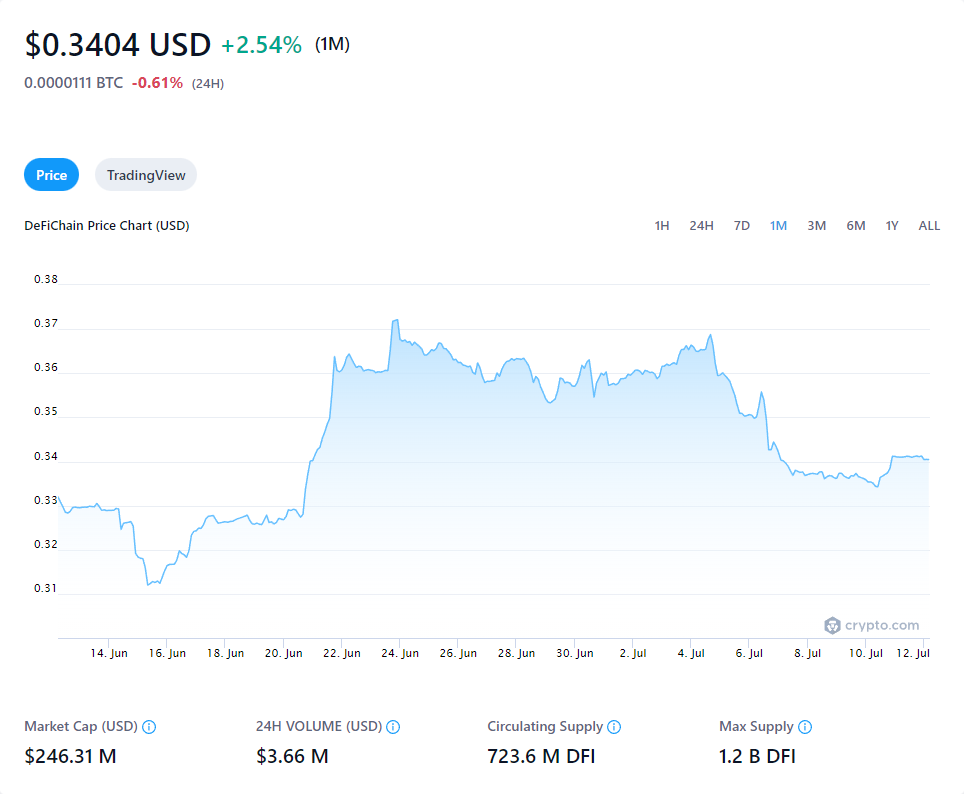 $0.3404 USD +2.54% (1M)
0.0000111 BTC -0.61% (24H)
Price TradingView
DeFiChain Price Chart (USD) 1H 24H 7D 1M 3M 6M 1Y ALL
0.38
0.37
0.36
0.35
0.34
0.33
0.32
0.31
crypto.com
14. Jun 16. Jun 18. Jun 20. Jun 22. Jun 24. Jun 26. Jun 28. Jun 30. Jun 2. Jul 4. Jul 6. Jul 8. Jul 10. Jul 12. Jul
Market Cap (USD) 24H VOLUME (USD) Circulating Supply Max Supply
$246.31 M $3.66 M 723.6 M DFI 1.2 B DFI